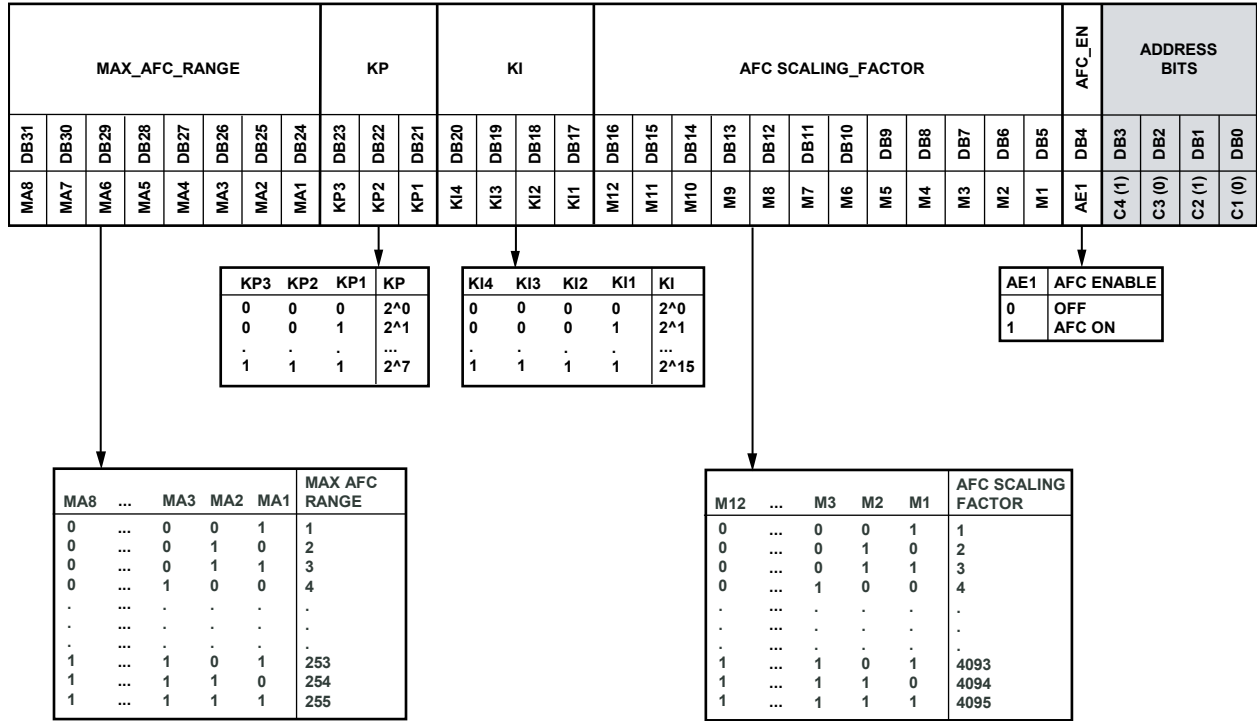 MAX_AFC_RANGE KP KI AFC SCALING_FACTOR AFC_EN ADDRESS
BITS
DB31 DB30 DB29 DB28 DB27 DB26 DB25 DB24 DB23 DB22 DB21 DB20 DB19 DB18 DB17 DB16 DB15 DB14 DB13 DB12 DB11 DB10 DB9 DB8 DB7 DB6 DB5 DB4 DB3 DB2 DB1 DB0
MA8 MA7 MA6 MA5 MA4 MA3 MA2 MA1 KP3 KP2 KP1 KI4 KI3 KI2 KI1 M12 M11 M10 M9 M8 M7 M6 M5 M4 M3 M2 M1 AE1 C4 (1) C3 (0) C2 (1) C1 (0)
KP3 KP2 KP1 KP
0 0 0 2^0
0 0 1 2^1
. . . ...
1 1 1 2^7
KI4 KI3 KI2 KI1 KI
0 0 0 0 2^0
0 0 0 1 2^1
. . . . ...
1 1 1 1 2^15
AE1 AFC ENABLE
0 OFF
1 AFC ON
MA8 ... MA3 MA2 MA1 MAX AFC
RANGE
0 ... 0 0 1 1
0 ... 0 1 0 2
0 ... 0 1 1 3
0 ... 1 0 0 4
. ... . . . .
. ... . . . .
. ... . . . .
1 ... 1 0 1 253
1 ... 1 1 0 254
1 ... 1 1 1 255
M12 ... M3 M2 M1 AFC SCALING
FACTOR
0 ... 0 0 1 1
0 ... 0 1 0 2
0 ... 0 1 1 3
0 ... 1 0 0 4
. ... . . . .
. ... . . . .
. ... . . . .
1 ... 1 0 1 4093
1 ... 1 1 0 4094
1 ... 1 1 1 4095